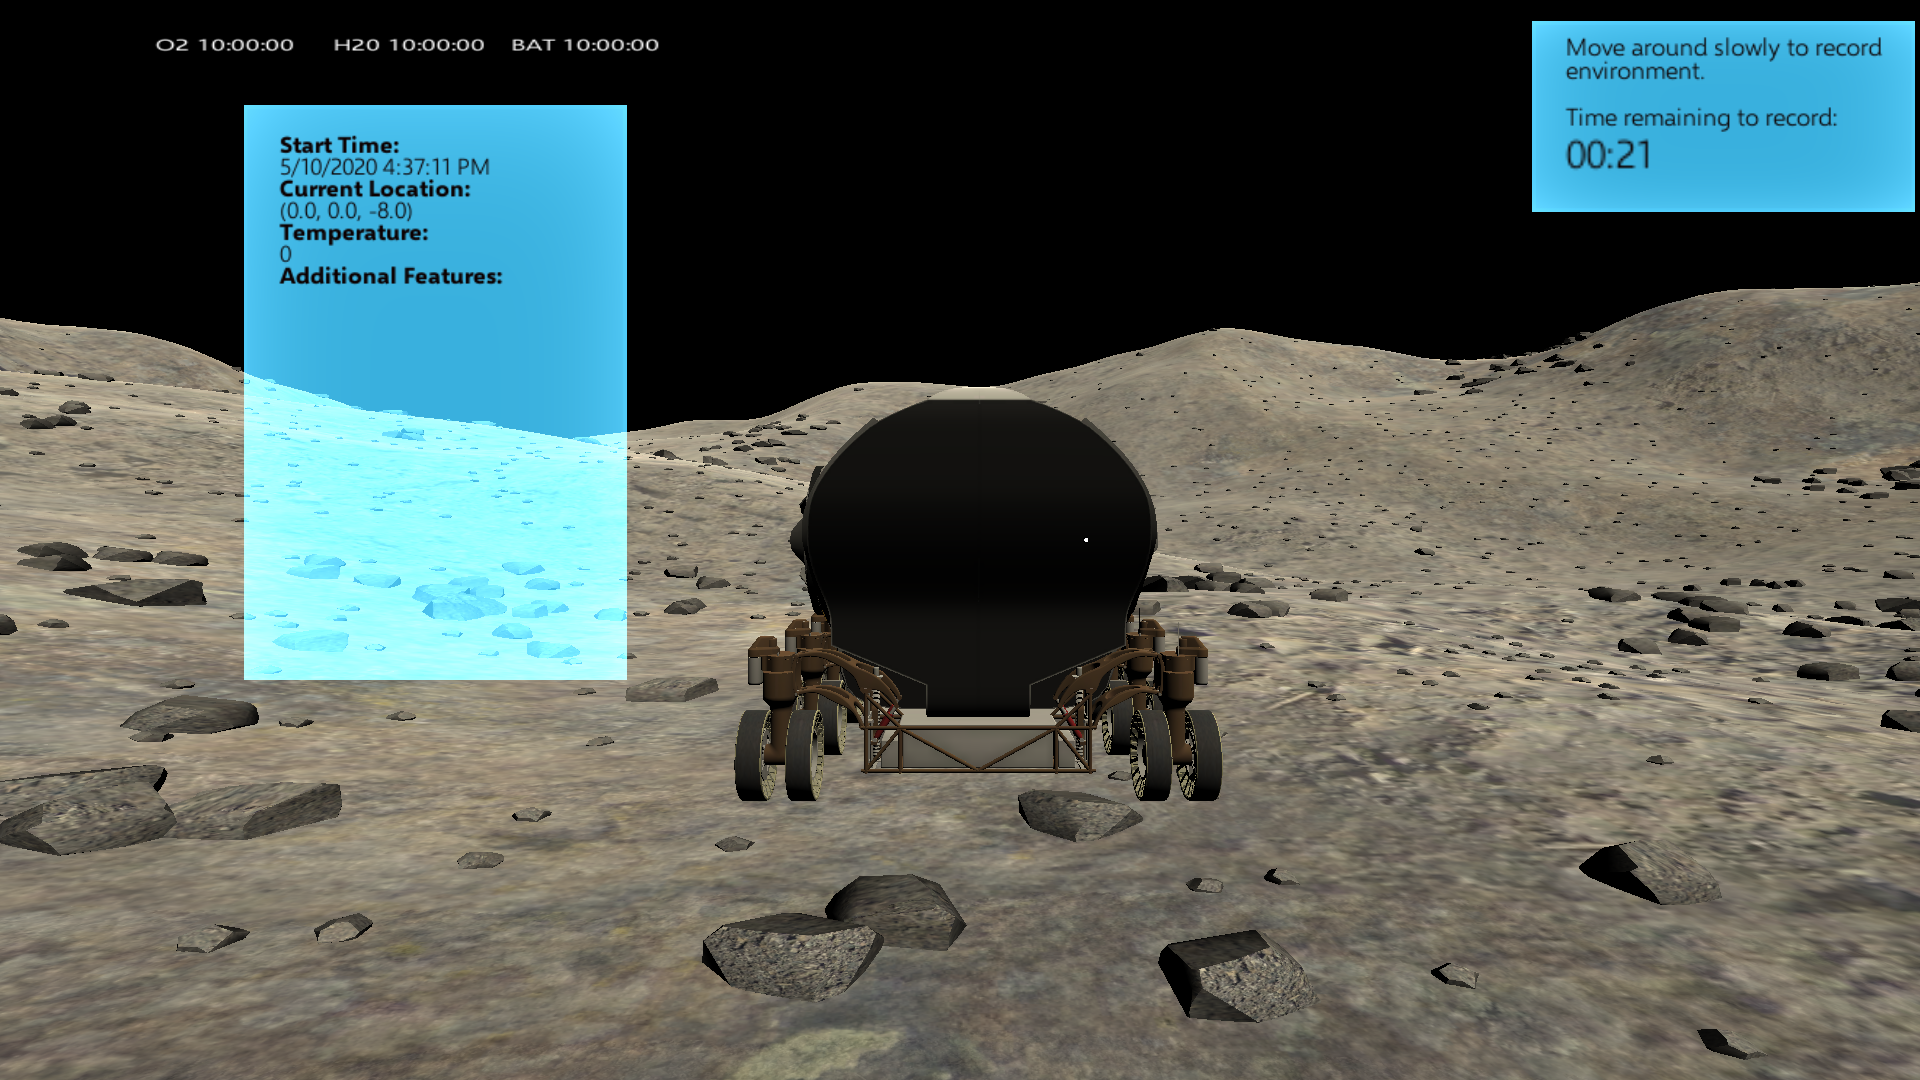 O2 10:00:00 H20 10:00:00 BAT 10:00:00
Move around slowly to record
environment.
Time remaining to record:
00:21
Start Time:
5/10/2020 4:37:11 PM
Current Location:
(0.0, 0.0, -8.0)
Temperature:
0
Additional Features: